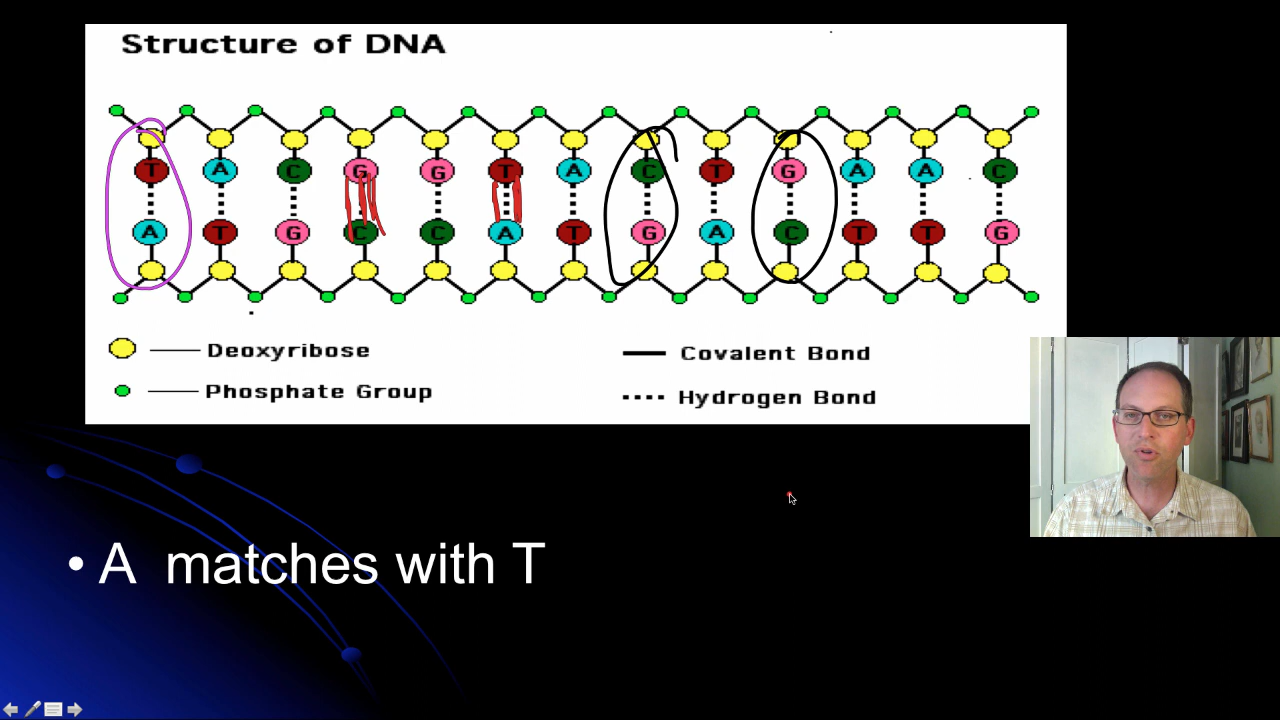 Structure of DNA
T A C G G T A C T G A A C
A T G C C A T G A C T T G
Deoxyribose
Covalent Bond
Phosphate Group
Hydrogen Bond
• A matches with T